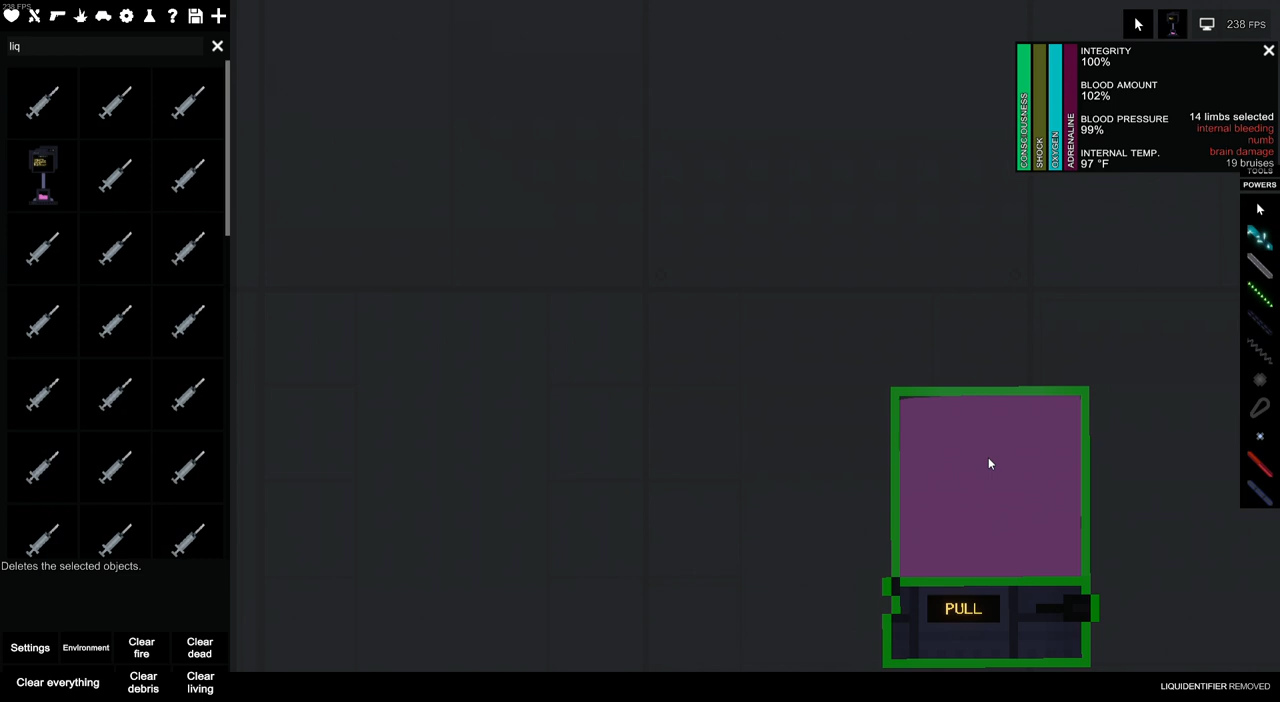 238 FPS
238 FPS
liq
CONSCIOUSNESS
SHOCK
OXYGEN
ADRENALINE
INTEGRITY
100%
BLOOD AMOUNT
102%
BLOOD PRESSURE
99%
INTERNAL TEMP.
97 °F
14 limbs selected
internal bleeding
numb
brain damage
19 bruises
TOOLS
POWERS
PULL
Deletes the selected objects.
Settings
Environment
Clear fire
Clear dead
Clear everything
Clear debris
Clear living
LIQUIDENTIFIER REMOVED